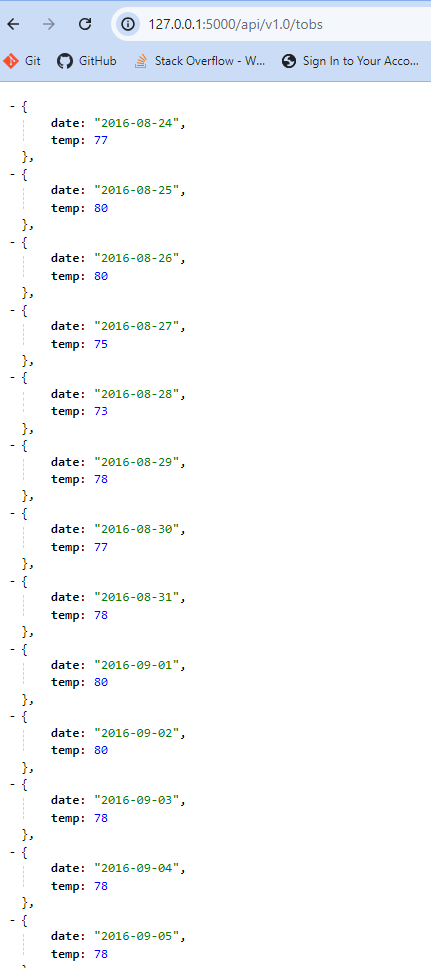 127.0.0.1:5000/api/v1.0/tobs
Git GitHub Stack Overflow - W... Sign In to Your Acco...
- {
date: "2016-08-24",
temp: 77
},
- {
date: "2016-08-25",
temp: 80
},
- {
date: "2016-08-26",
temp: 80
},
- {
date: "2016-08-27",
temp: 75
},
- {
date: "2016-08-28",
temp: 73
},
- {
date: "2016-08-29",
temp: 78
},
- {
date: "2016-08-30",
temp: 77
},
- {
date: "2016-08-31",
temp: 78
},
- {
date: "2016-09-01",
temp: 80
},
- {
date: "2016-09-02",
temp: 80
},
- {
date: "2016-09-03",
temp: 78
},
- {
date: "2016-09-04",
temp: 78
},
- {
date: "2016-09-05",
temp: 78